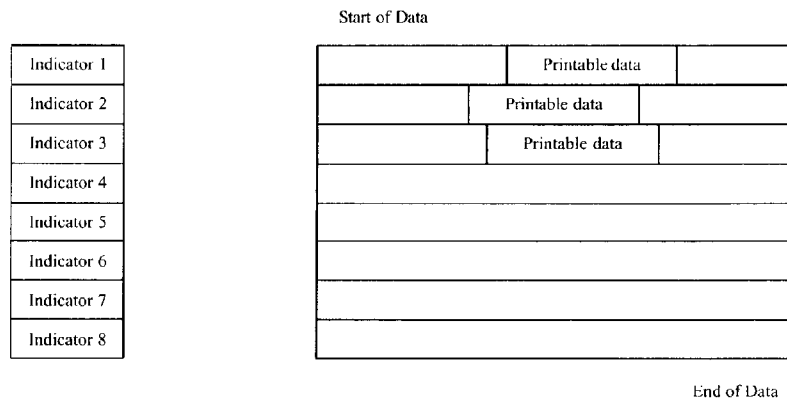 Start of Data
Indicator 1 Printable data
Indicator 2 Printable data
Indicator 3 Printable data
Indicator 4
Indicator 5
Indicator 6
Indicator 7
Indicator 8
End of Data